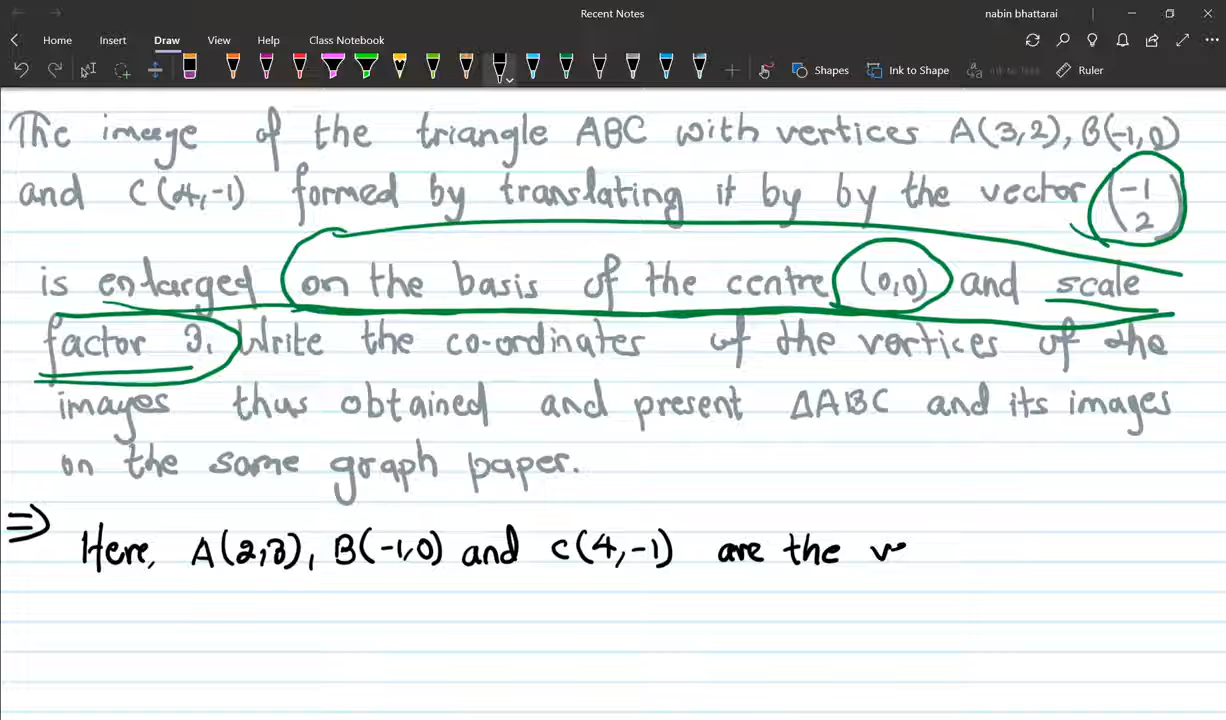 Recent Notes
nabin bhattarai
Home Insert Draw View Help Class Notebook
Shapes Ink to Shape Ink to Text Ruler
The image of the triangle ABC with vertices A(3,2), B(-1,0)
and C(4,-1) formed by translating it by by the vector (-1
2)
is enlarged on the basis of the centre (0,0) and scale
factor 3. Write the co-ordinates of the vertices of the
images thus obtained and present ΔABC and its images
on the same graph paper.
⇒ Here, A(2,3), B(-1,0) and C(4,-1) are the v